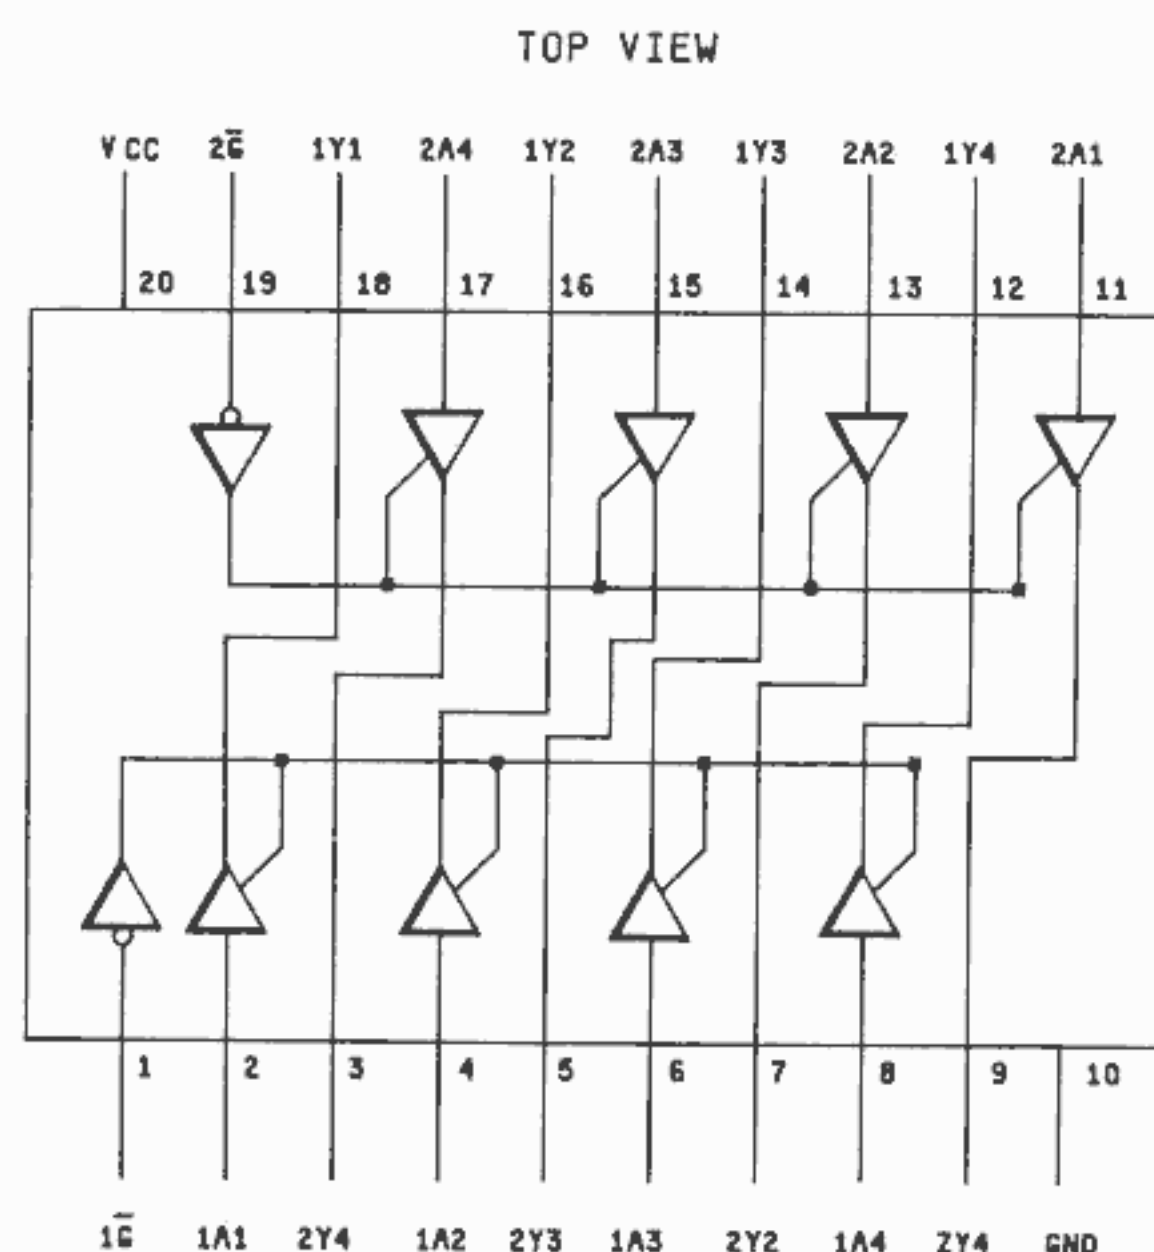 TOP VIEW
VCC 2G̅ 1Y1 2A4 1Y2 2A3 1Y3 2A2 1Y4 2A1
20 19 18 17 16 15 14 13 12 11
1 2 3 4 5 6 7 8 9 10
1G̅ 1A1 2Y4 1A2 2Y3 1A3 2Y2 1A4 2Y4 GND